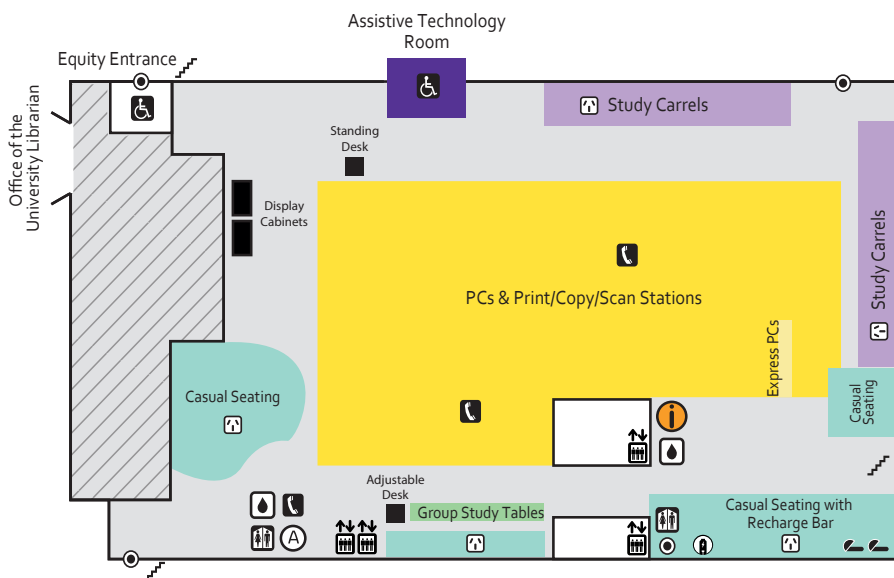 Assistive Technology
Room
Equity Entrance
Office of the
University Librarian
Study Carrels
Standing
Desk
Display
Cabinets
Study Carrels
PCs & Print/Copy/Scan Stations
Express PCs
Casual Seating
Casual
Seating
i
Adjustable
Desk
Group Study Tables
Casual Seating with
Recharge Bar
A